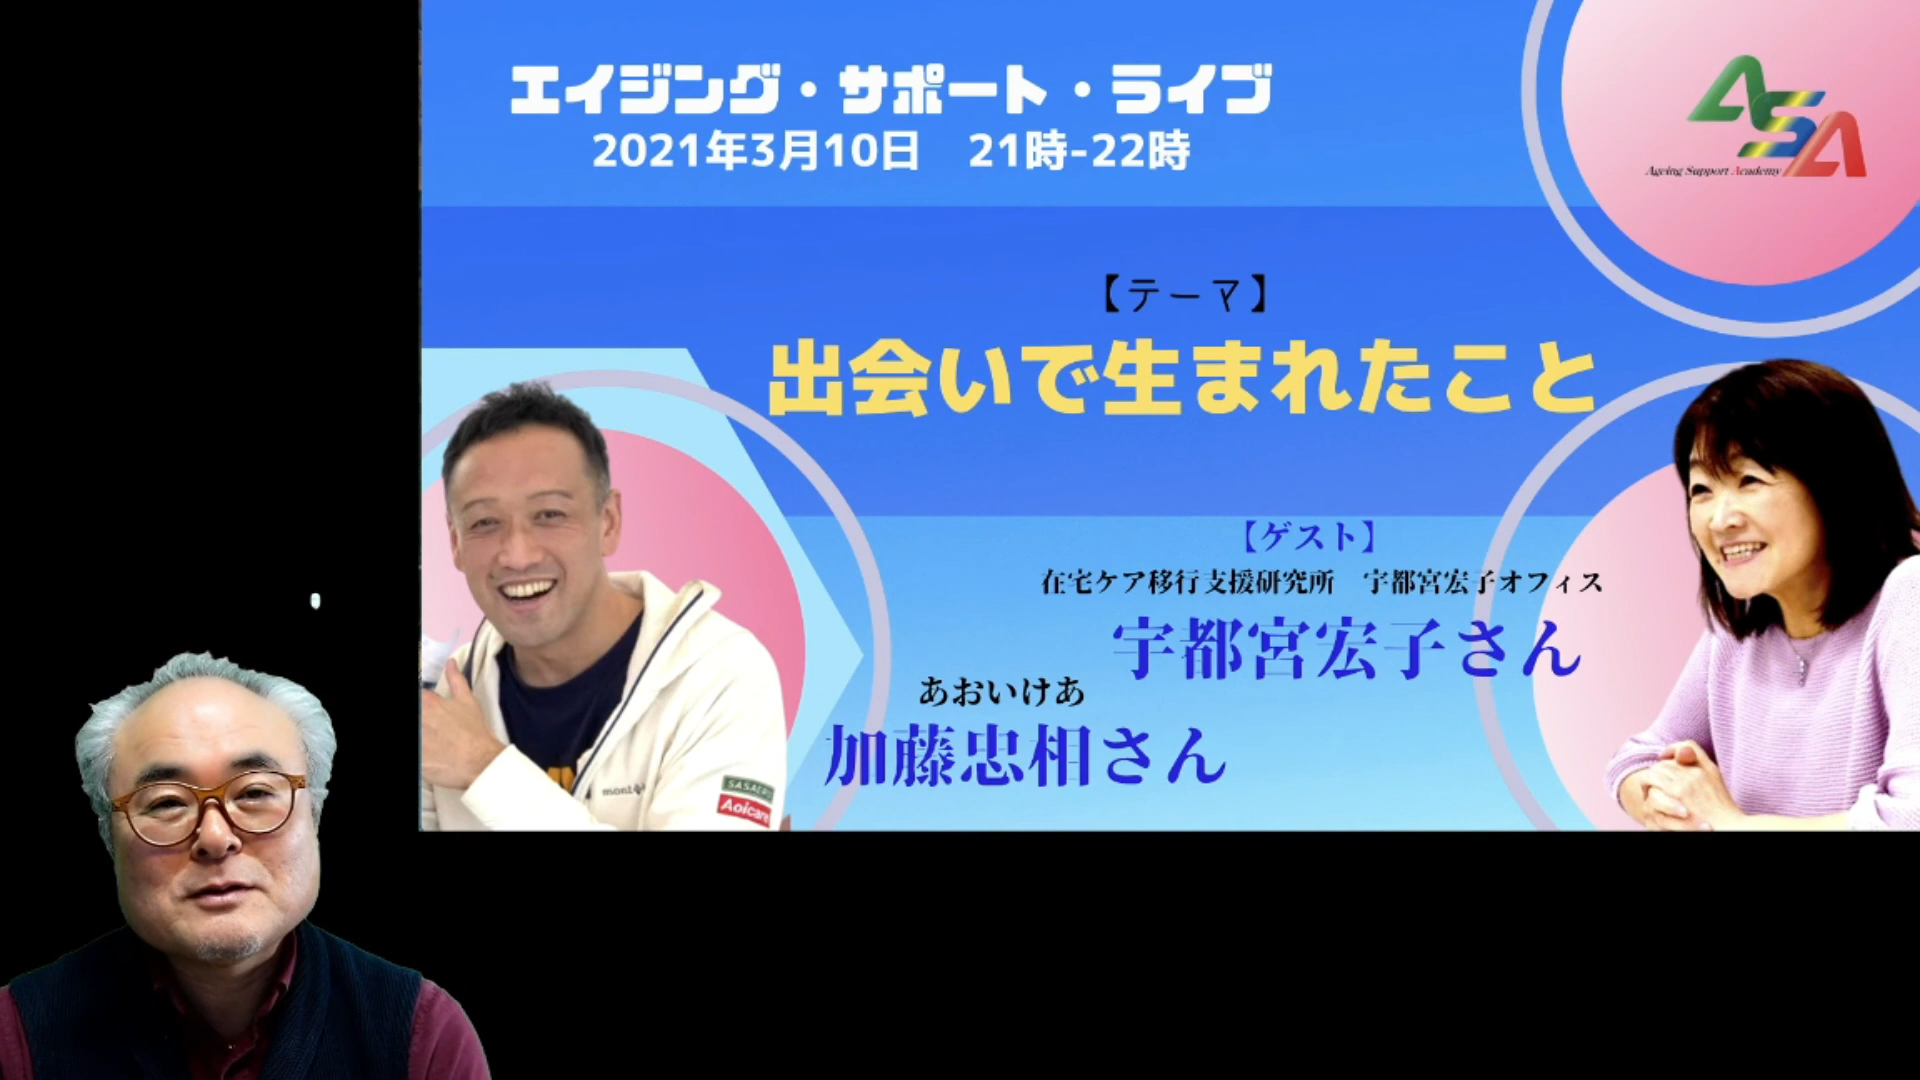 エイジング・サポート・ライブ
2021年3月10日　21時-22時
ASA
Ageing Support Academy
【テーマ】
出会いで生まれたこと
【ゲスト】
在宅ケア移行支援研究所　宇都宮宏子オフィス
宇都宮宏子さん
あおいけあ
加藤忠相さん
Aoicare